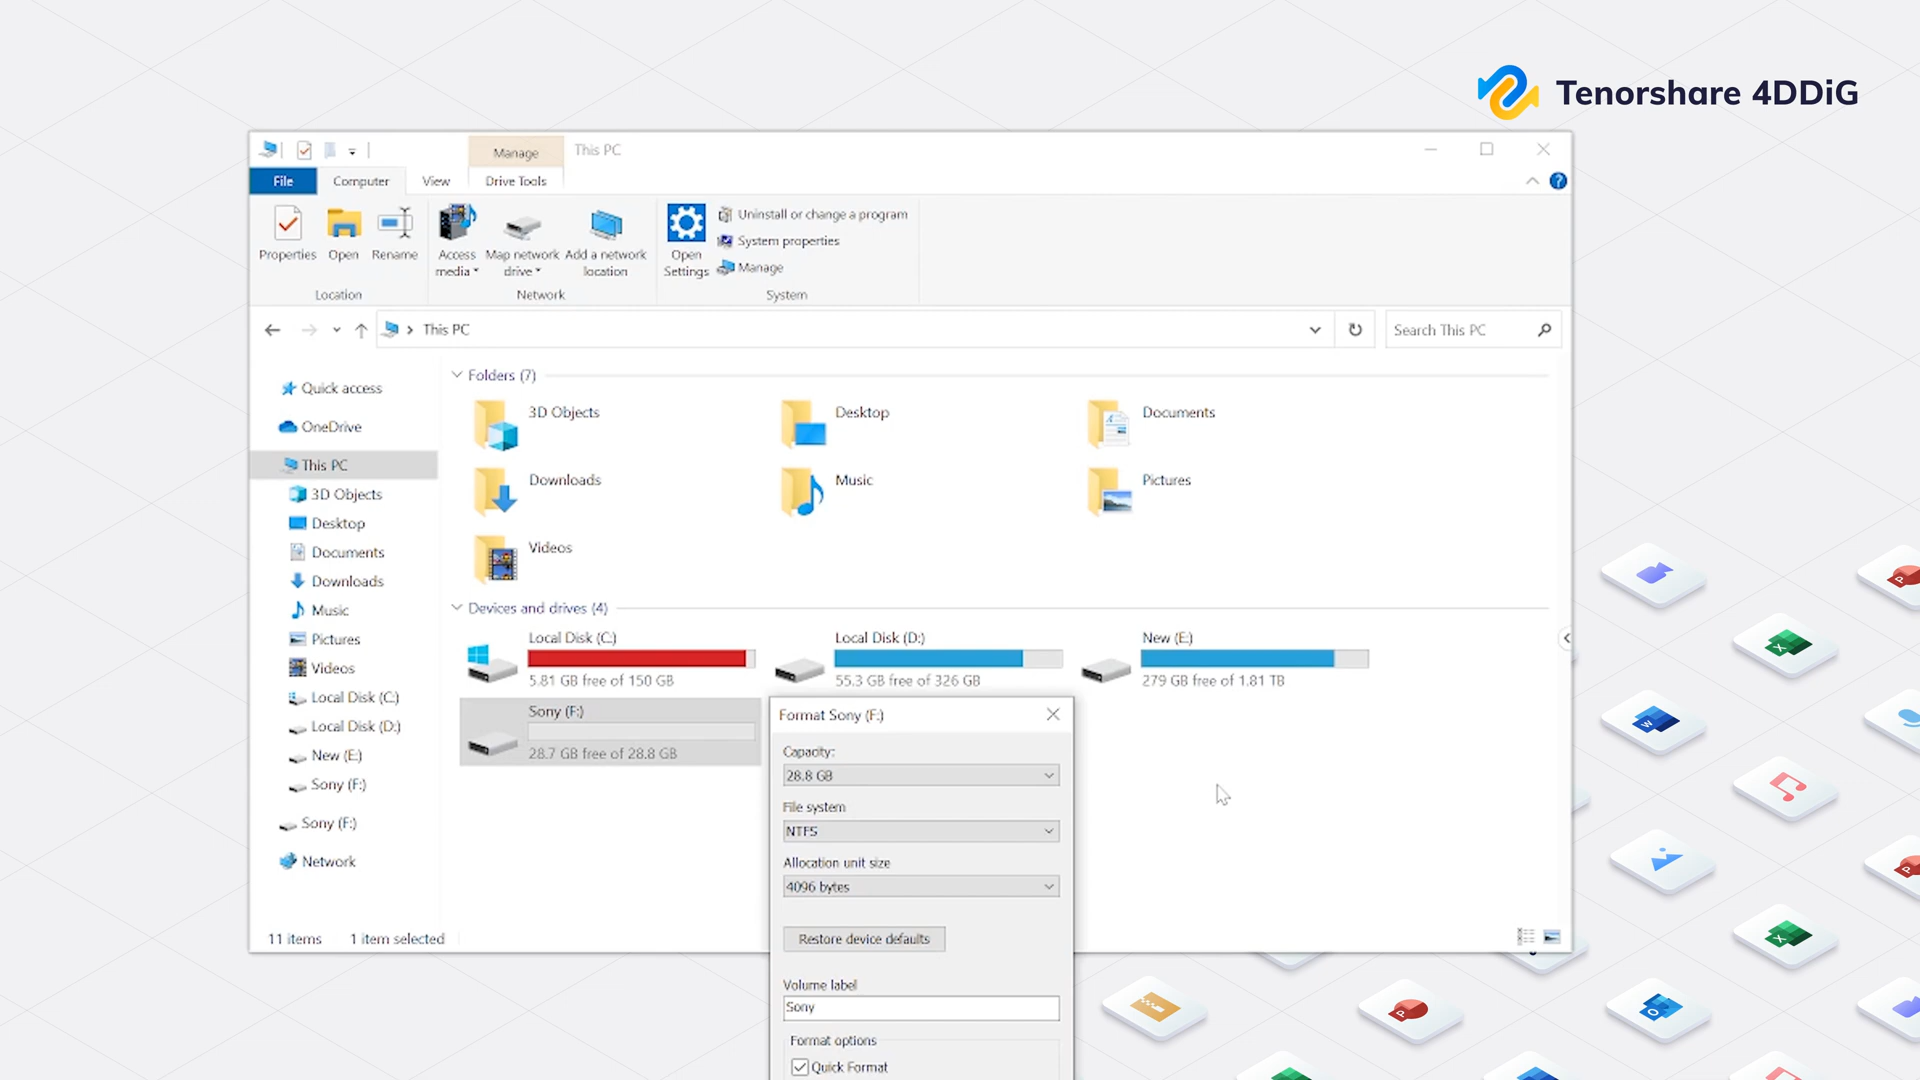 Tenorshare 4DDiG
Manage
This PC
File
Computer
View
Drive Tools
Properties
Open
Rename
Access media
Map network drive
Add a network location
Open Settings
Uninstall or change a program
System properties
Manage
Location
Network
System
This PC
Search This PC
Quick access
OneDrive
This PC
3D Objects
Desktop
Documents
Downloads
Music
Pictures
Videos
Local Disk (C:)
Local Disk (D:)
New (E:)
Sony (F:)
Sony (F:)
Network
Folders (7)
3D Objects
Desktop
Documents
Downloads
Music
Pictures
Videos
Devices and drives (4)
Local Disk (C:)
5.81 GB free of 150 GB
Local Disk (D:)
55.3 GB free of 326 GB
New (E:)
279 GB free of 1.81 TB
Sony (F:)
28.7 GB free of 28.8 GB
Format Sony (F:)
Capacity:
28.8 GB
File system
NTFS
Allocation unit size
4096 bytes
Restore device defaults
Volume label
Sony
Format options
Quick Format
11 items
1 item selected